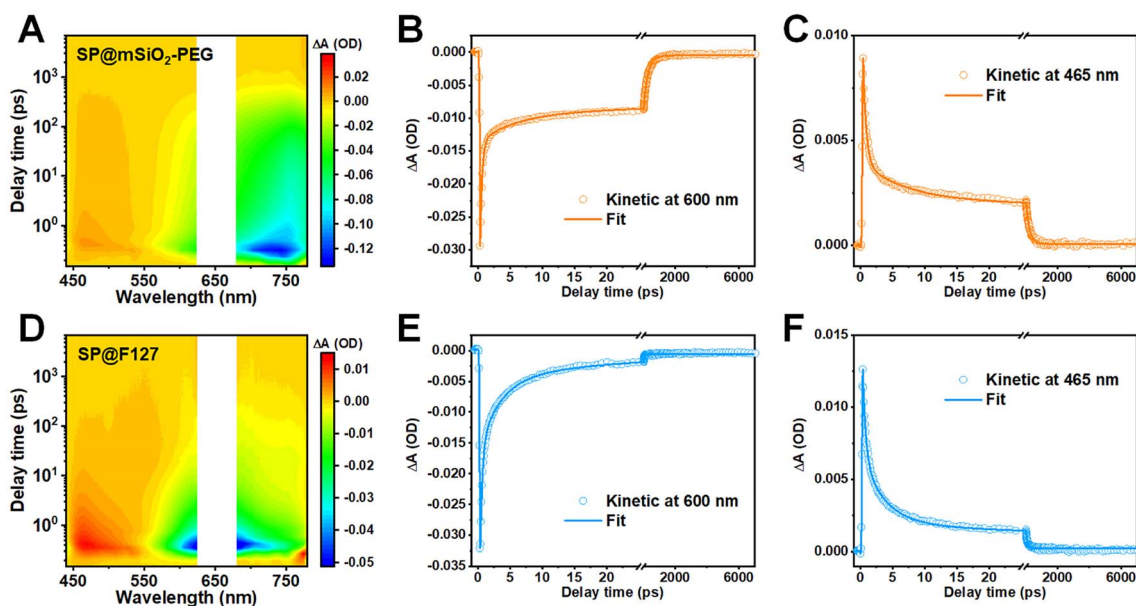 A
SP@mSiO₂-PEG
ΔA (OD)
0.02
0.00
-0.02
-0.04
-0.06
-0.08
-0.10
-0.12
10³
10²
10¹
10⁰
Delay time (ps)
450
550
650
750
Wavelength (nm)
B
0.000
-0.005
-0.010
-0.015
-0.020
-0.025
-0.030
ΔA (OD)
Kinetic at 600 nm
Fit
0 5 10 15 20 2000 4000 6000
Delay time (ps)
C
0.010
0.005
0.000
ΔA (OD)
Kinetic at 465 nm
Fit
0 5 10 15 20 2000 4000 6000
Delay time (ps)
D
SP@F127
ΔA (OD)
0.01
0.00
-0.01
-0.02
-0.03
-0.04
-0.05
10³
10²
10¹
10⁰
Delay time (ps)
450
550
650
750
Wavelength (nm)
E
0.000
-0.005
-0.010
-0.015
-0.020
-0.025
-0.030
-0.035
ΔA (OD)
Kinetic at 600 nm
Fit
0 5 10 15 20 2000 4000 6000
Delay time (ps)
F
0.015
0.010
0.005
0.000
ΔA (OD)
Kinetic at 465 nm
Fit
0 5 10 15 20 2000 4000 6000
Delay time (ps)